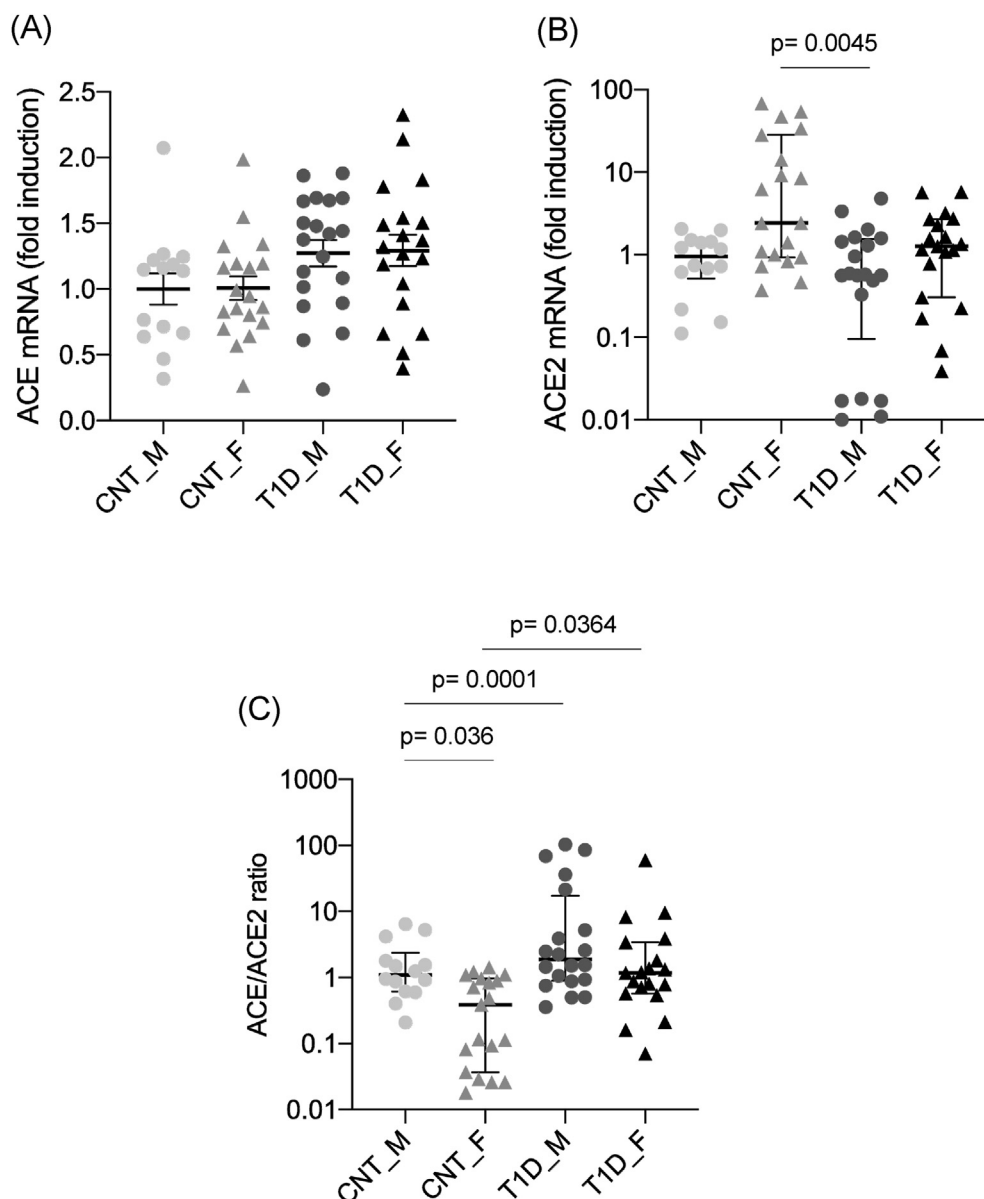 (A)
ACE mRNA (fold induction)
2.5
2.0
1.5
1.0
0.5
0.0
CNT_M
CNT_F
T1D_M
T1D_F
(B)
p= 0.0045
ACE2 mRNA (fold induction)
100
10
1
0.1
0.01
CNT_M
CNT_F
T1D_M
T1D_F
(C)
p= 0.0364
p= 0.0001
p= 0.036
ACE/ACE2 ratio
1000
100
10
1
0.1
0.01
CNT_M
CNT_F
T1D_M
T1D_F